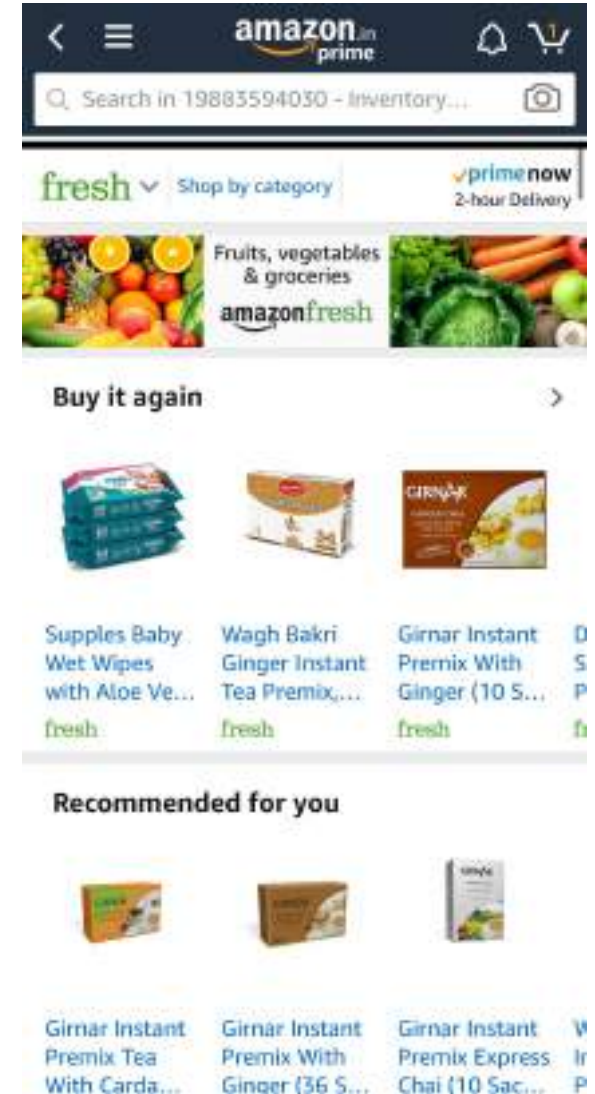 amazon.in
prime
1
Search in 19883594030 - Inventory...
fresh
Shop by category
primenow
2-hour Delivery
Fruits, vegetables
& groceries
amazonfresh
Buy it again
GIRNAR
Supples Baby
Wet Wipes
with Aloe Ve...
fresh
Wagh Bakri
Ginger Instant
Tea Premix,...
fresh
Girnar Instant
Premix With
Ginger (10 S...
fresh
D
S
P
Recommended for you
Girnar Instant
Premix Tea
With Carda...
Girnar Instant
Premix With
Ginger (36 S...
Girnar Instant
Premix Express
Chai (10 Sac...